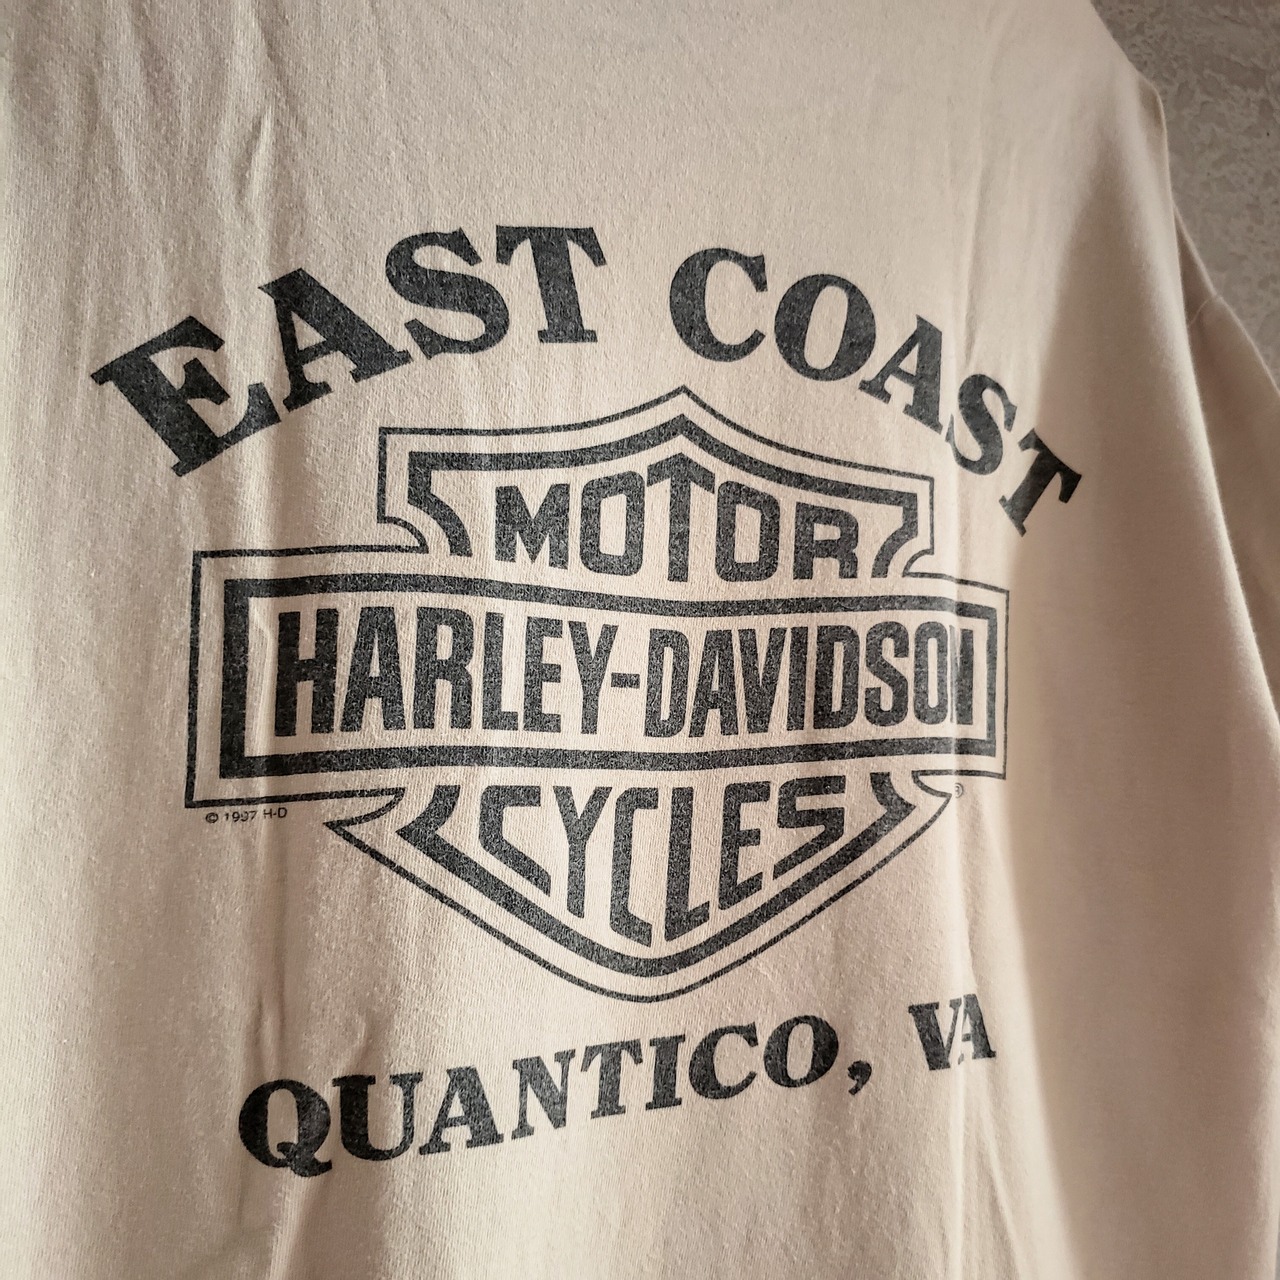 EAST COAST
MOTOR
HARLEY-DAVIDSON
CYCLES
®
© 1997 H-D
QUANTICO, VA